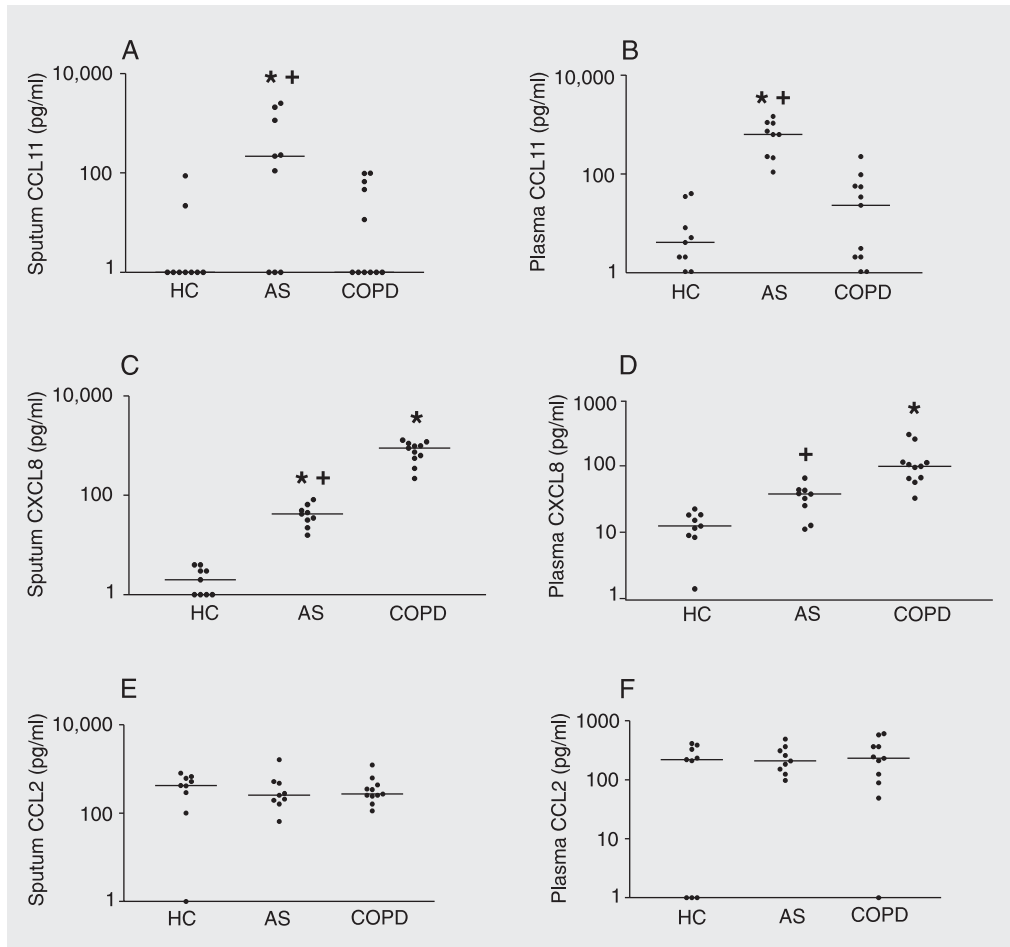 A
Sputum CCL11 (pg/ml)
10,000
* +
100
1
HC AS COPD
B
Plasma CCL11 (pg/ml)
10,000
* +
100
1
HC AS COPD
C
Sputum CXCL8 (pg/ml)
10,000
*
* +
100
1
HC AS COPD
D
Plasma CXCL8 (pg/ml)
1000
*
+
100
10
1
HC AS COPD
E
Sputum CCL2 (pg/ml)
10,000
100
1
HC AS COPD
F
Plasma CCL2 (pg/ml)
1000
100
10
1
HC AS COPD